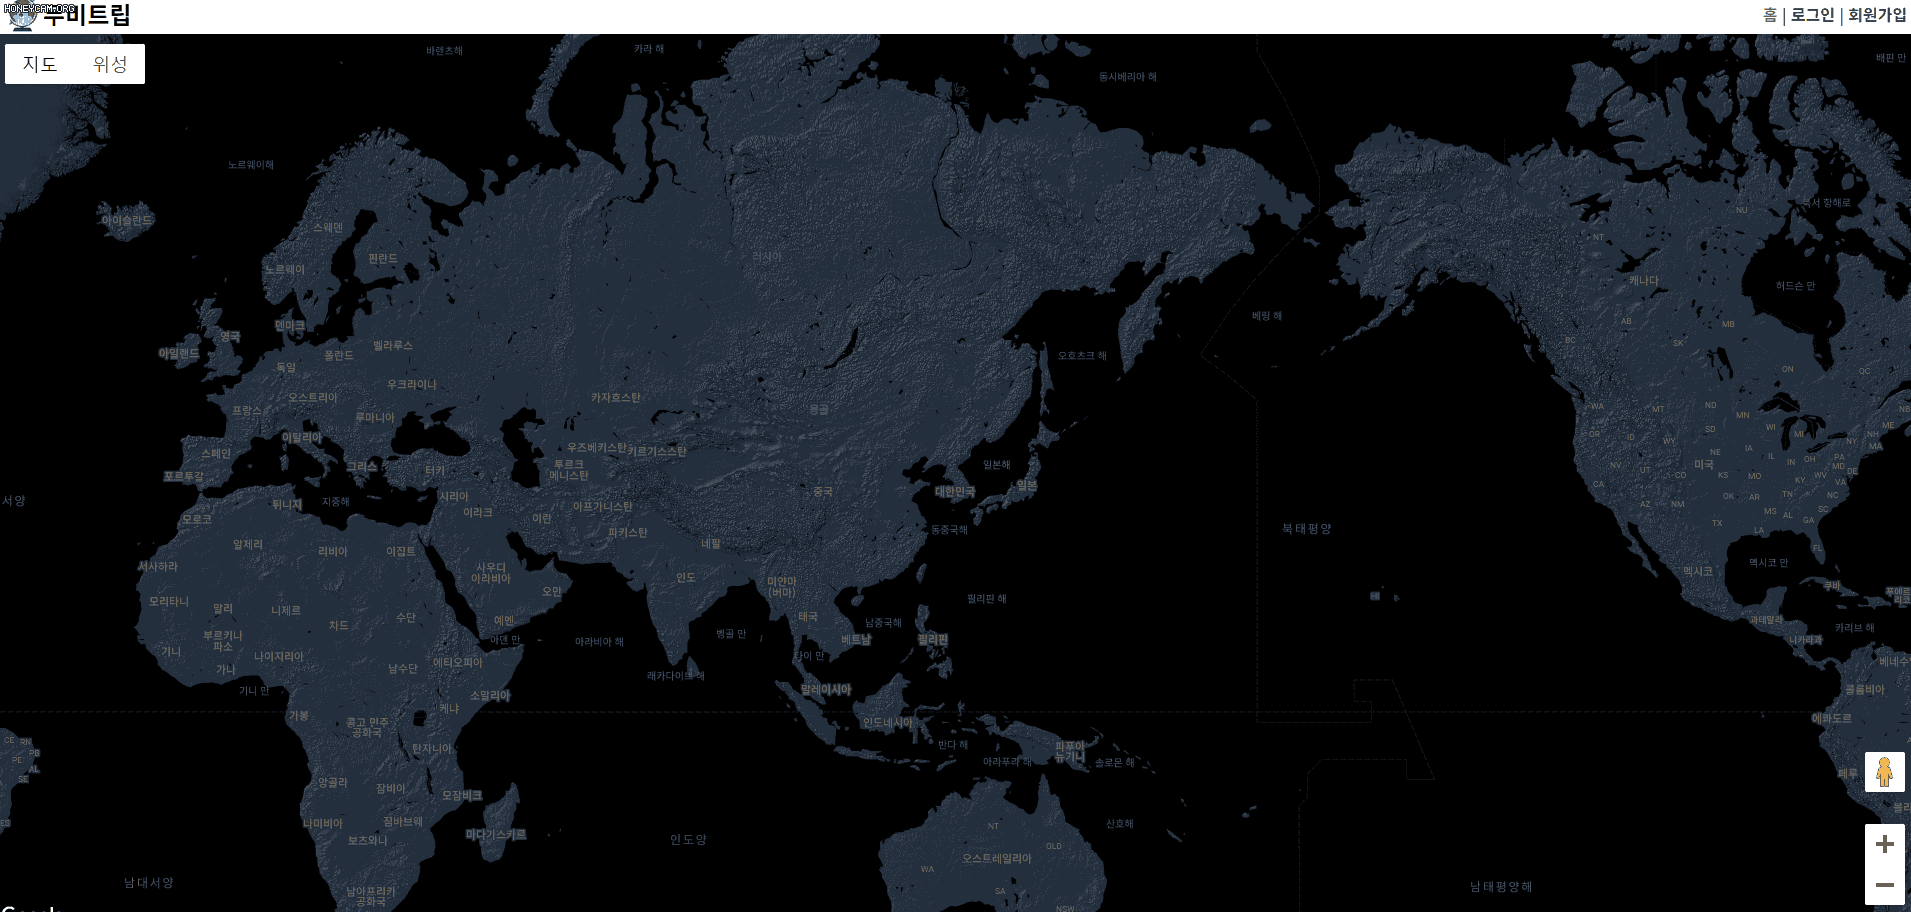 HONEYCAM.ORG
무비트립
홈 | 로그인 | 회원가입
지도 위성
바렌츠해
카라 해
동시베리아 해
배핀 만
노르웨이해
북서 항해로
NU
아이슬란드
스웨덴
AK
NT
핀란드
러시아
노르웨이
캐나다
허드슨 만
베링 해
덴마크
AB
MB
영국
BC
SK
벨라루스
아일랜드
폴란드
오호츠크 해
독일
ON
QC
우크라이나
오스트리아
카자흐스탄
프랑스
몽골
루마니아
WA
MT
ND
MN
NB
이탈리아
OR
ID
WY
SD
WI
MI
ME
NH
NY
MA
우즈베키스탄
키르기스스탄
스페인
IA
NE
IL
IN
OH
PA
MD
DE
그리스
터키
투르크
메니스탄
일본해
NV
UT
CO
미국
KS
MO
KY
WV
VA
포르투갈
일본
CA
대한민국
중국
튀니지
지중해
시리아
OK
AR
TN
NC
서양
AZ
NM
이라크
이란
아프가니스탄
MS
AL
GA
SC
모로코
TX
LA
북태평양
동중국해
파키스탄
네팔
알제리
리비아
이집트
FL
서사하라
사우디
아라비아
인도
미얀마
(버마)
멕시코
멕시코 만
오만
쿠바
푸에르
리코
모리타니
말리
니제르
수단
예멘
태국
필리핀 해
차드
남중국해
과테말라
카리브 해
부르키나
파소
아덴 만
아라비아 해
벵골 만
베트남
필리핀
니카라과
기니
나이지리아
타이 만
가나
남수단
에티오피아
래카다이브 해
베네수
기니 만
소말리아
말레이시아
콜롬비아
가봉
케냐
콩고 민주
공화국
인도네시아
에콰도르
CE
RN
PB
PE
AL
SE
탄자니아
반다 해
파푸아
뉴기니
아라푸라 해
솔로몬 해
페루
앙골라
잠비아
모잠비크
볼리
ES
나미비아
짐바브웨
마다가스카르
산호해
NT
보츠와나
인도양
QLD
오스트레일리아
WA
남대서양
남아프리카
공화국
SA
남태평양해
NSW
Google